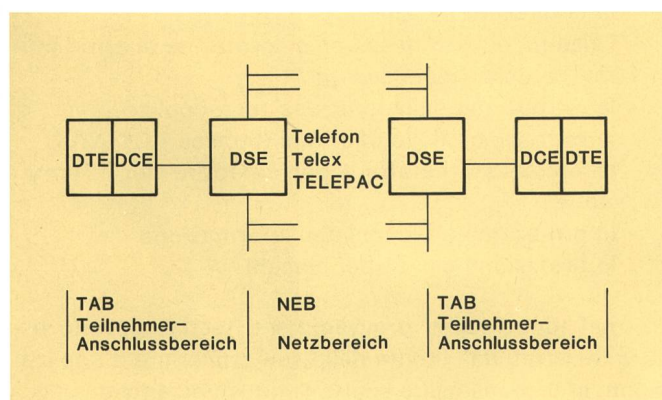 DTE DCE DSE Telefon DSE DCE DTE
Telex
TELEPAC
TAB NEB TAB
Teilnehmer- Teilnehmer-
Anschlussbereich Netzbereich Anschlussbereich